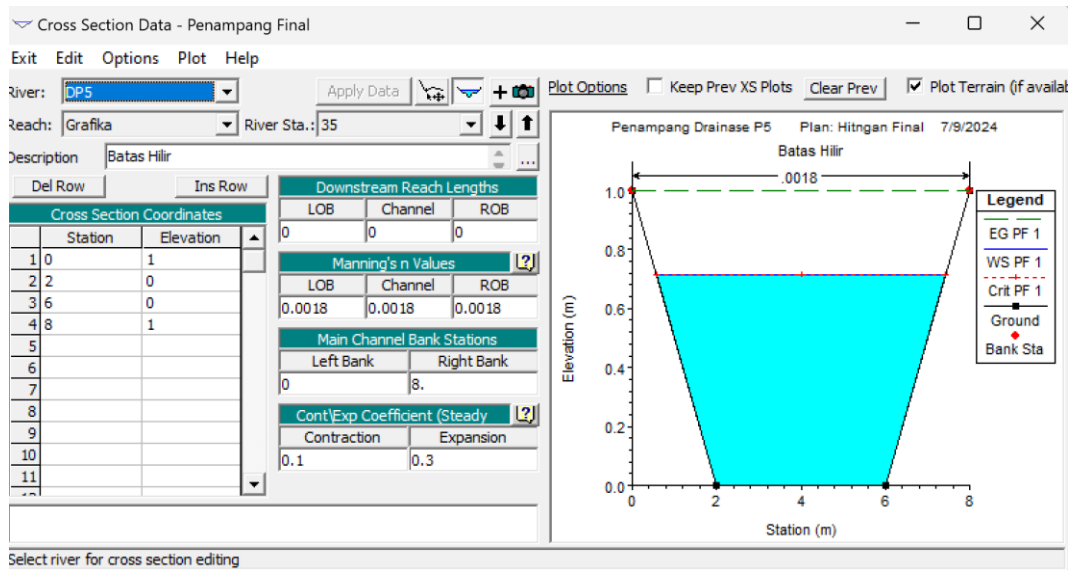 Cross Section Data - Penampang Final
Exit Edit Options Plot Help
River: DP5
Apply Data
Plot Options Keep Prev XS Plots Clear Prev Plot Terrain (if availab
Reach: Grafika River Sta.: 35
Description Batas Hilir ...
Del Row Ins Row
Cross Section Coordinates
Station Elevation
1 0 1
2 2 0
3 6 0
4 8 1
5
6
7
8
9
10
11
Downstream Reach Lengths
LOB Channel ROB
0 0 0
Manning's n Values
LOB Channel ROB
0.0018 0.0018 0.0018
Main Channel Bank Stations
Left Bank Right Bank
0 8.
Cont\Exp Coefficient (Steady
Contraction Expansion
0.1 0.3
Penampang Drainase P5 Plan: Hitngan Final 7/9/2024
Batas Hilir
.0018
1.0
0.8
0.6
0.4
0.2
0.0
0 2 4 6 8
Elevation (m)
Station (m)
Legend
EG PF 1
WS PF 1
Crit PF 1
Ground
Bank Sta
Select river for cross section editing